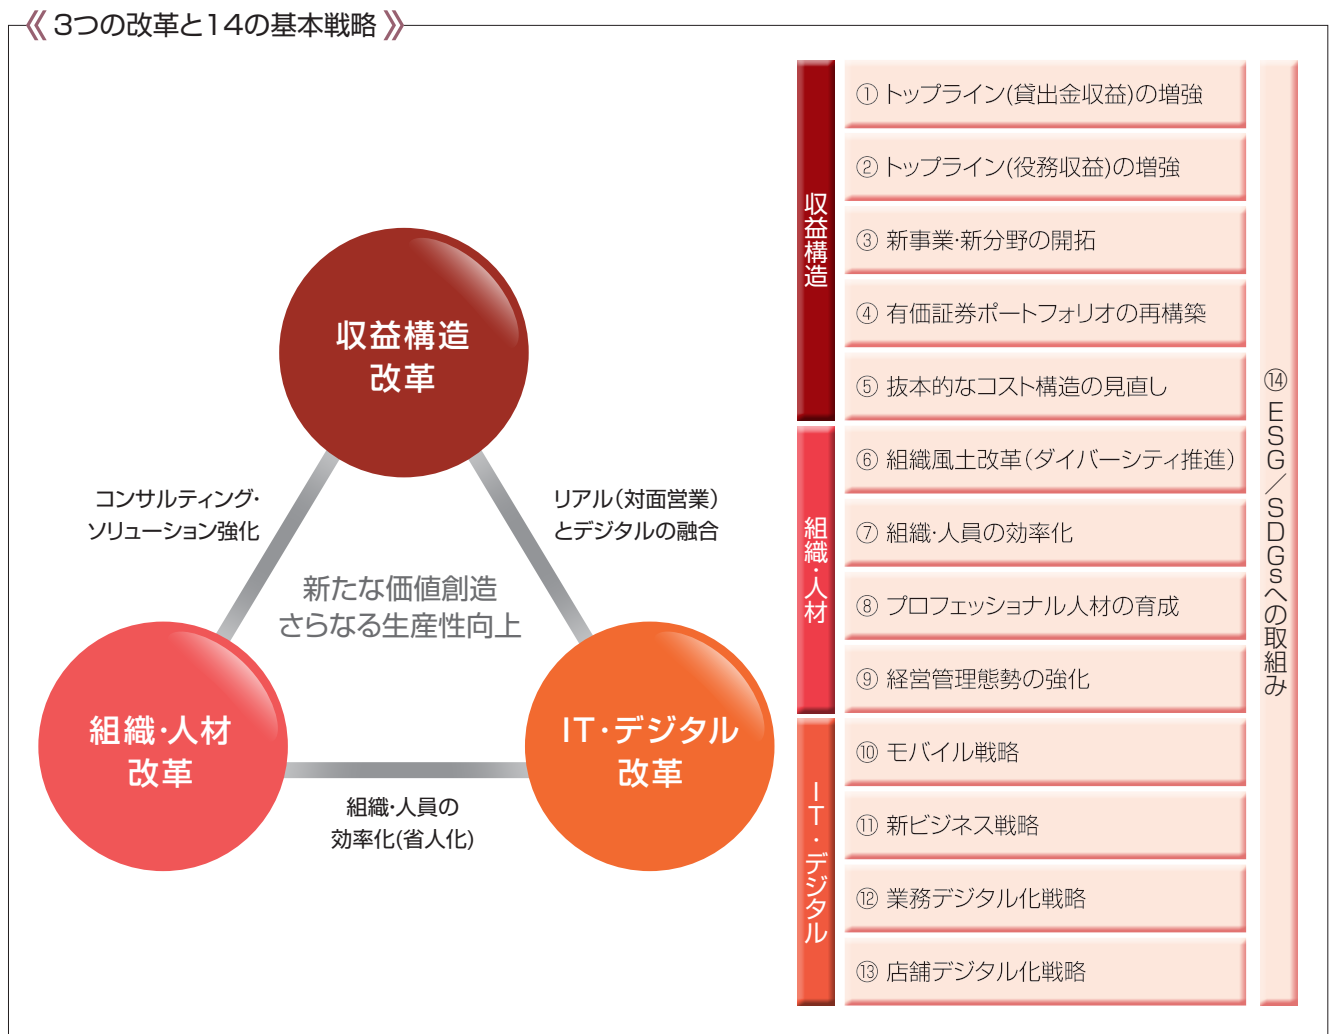 《 3つの改革と14の基本戦略 》
収益構造
改革
コンサルティング・
ソリューション強化
リアル（対面営業）
とデジタルの融合
新たな価値創造
さらなる生産性向上
組織・人材
改革
IT・デジタル
改革
組織・人員の
効率化(省人化)
収益構造
① トップライン(貸出金収益)の増強
② トップライン(役務収益)の増強
③ 新事業・新分野の開拓
④ 有価証券ポートフォリオの再構築
⑤ 抜本的なコスト構造の見直し
組織・人材
⑥ 組織風土改革（ダイバーシティ推進）
⑦ 組織・人員の効率化
⑧ プロフェッショナル人材の育成
⑨ 経営管理態勢の強化
IT・デジタル
⑩ モバイル戦略
⑪ 新ビジネス戦略
⑫ 業務デジタル化戦略
⑬ 店舗デジタル化戦略
⑭ ESG／SDGsへの取組み